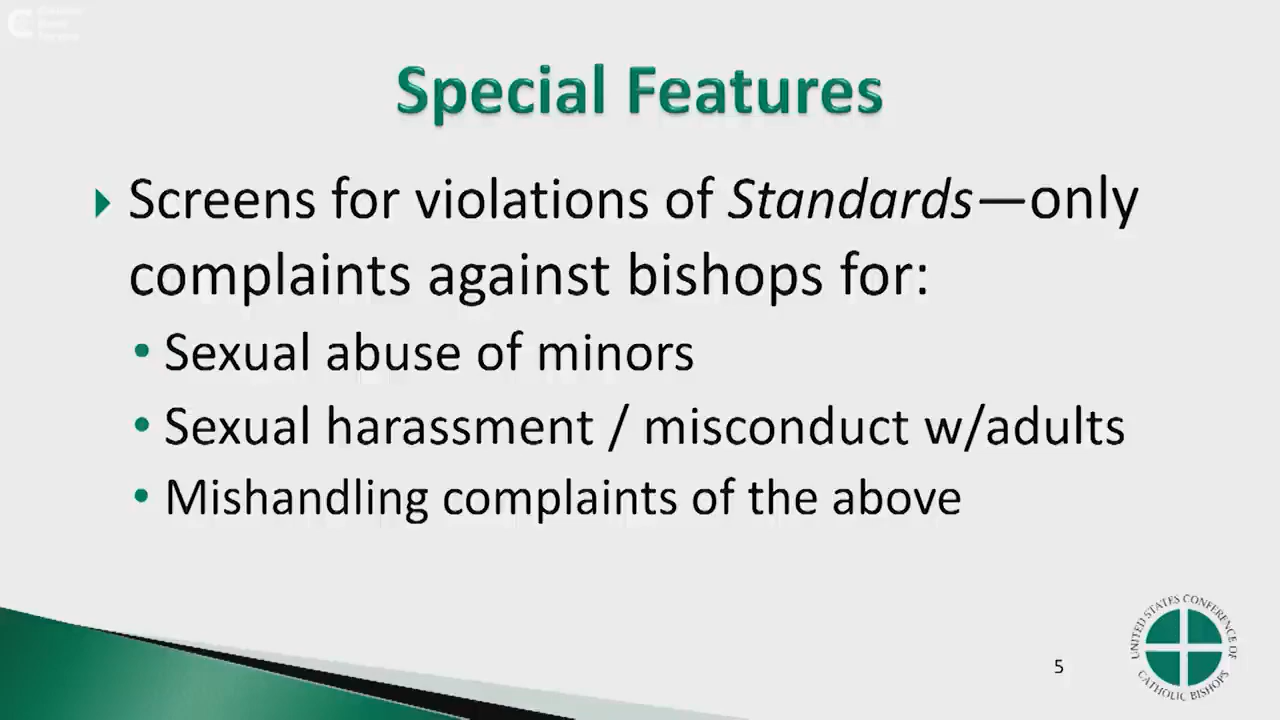 Special Features
Screens for violations of Standards—only
complaints against bishops for:
• Sexual abuse of minors
• Sexual harassment / misconduct w/adults
• Mishandling complaints of the above
5
UNITED STATES CONFERENCE OF
CATHOLIC BISHOPS